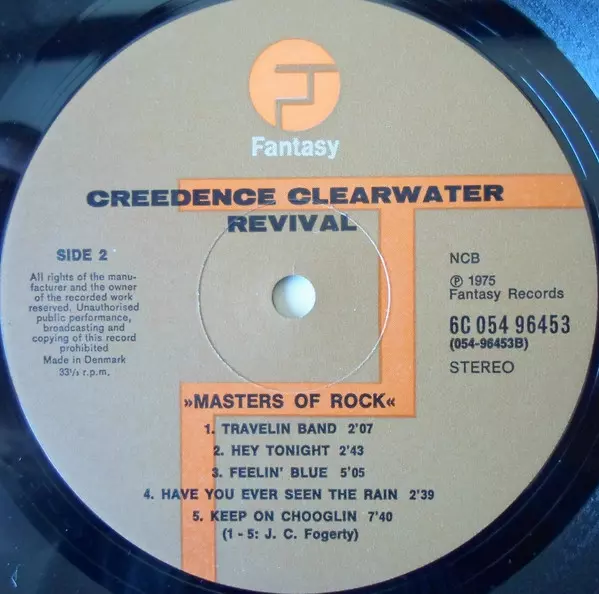 Fantasy
CREEDENCE CLEARWATER
REVIVAL
SIDE 2
All rights of the manu-
facturer and the owner
of the recorded work
reserved. Unauthorised
public performance,
broadcasting and
copying of this record
prohibited
Made in Denmark
33⅓ r.p.m.
NCB
℗ 1975
Fantasy Records
6C 054 96453
(054-96453B)
STEREO
»MASTERS OF ROCK«
1. TRAVELIN BAND 2'07
2. HEY TONIGHT 2'43
3. FEELIN' BLUE 5'05
4. HAVE YOU EVER SEEN THE RAIN 2'39
5. KEEP ON CHOOGLIN 7'40
(1 - 5: J. C. Fogerty)